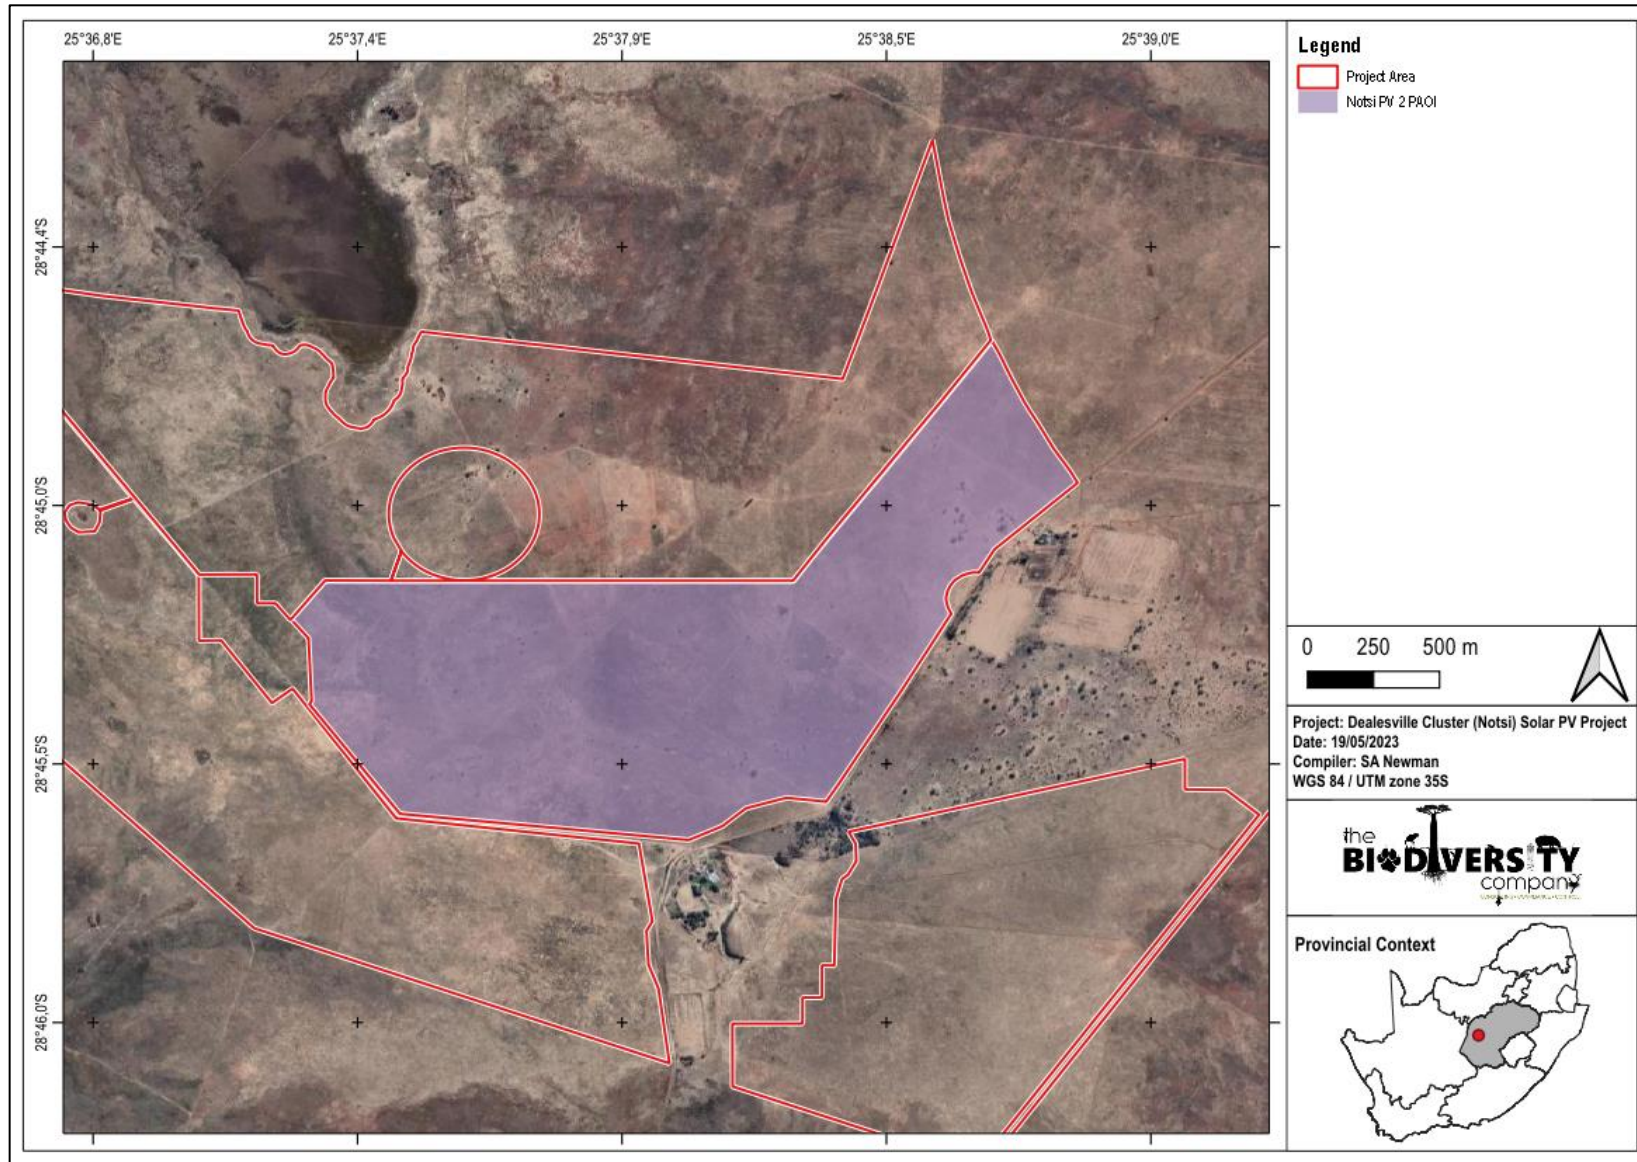 25°36,8'E 25°37,4'E 25°37,9'E 25°38,5'E 25°39,0'E
28°44,4'S
28°45,0'S
28°45,5'S
28°46,0'S
Legend
Project Area
Notsi PV 2 PAOI
0 250 500 m
Project: Dealesville Cluster (Notsi) Solar PV Project
Date: 19/05/2023
Compiler: SA Newman
WGS 84 / UTM zone 35S
the
BIODIVERSITY
company
Provincial Context